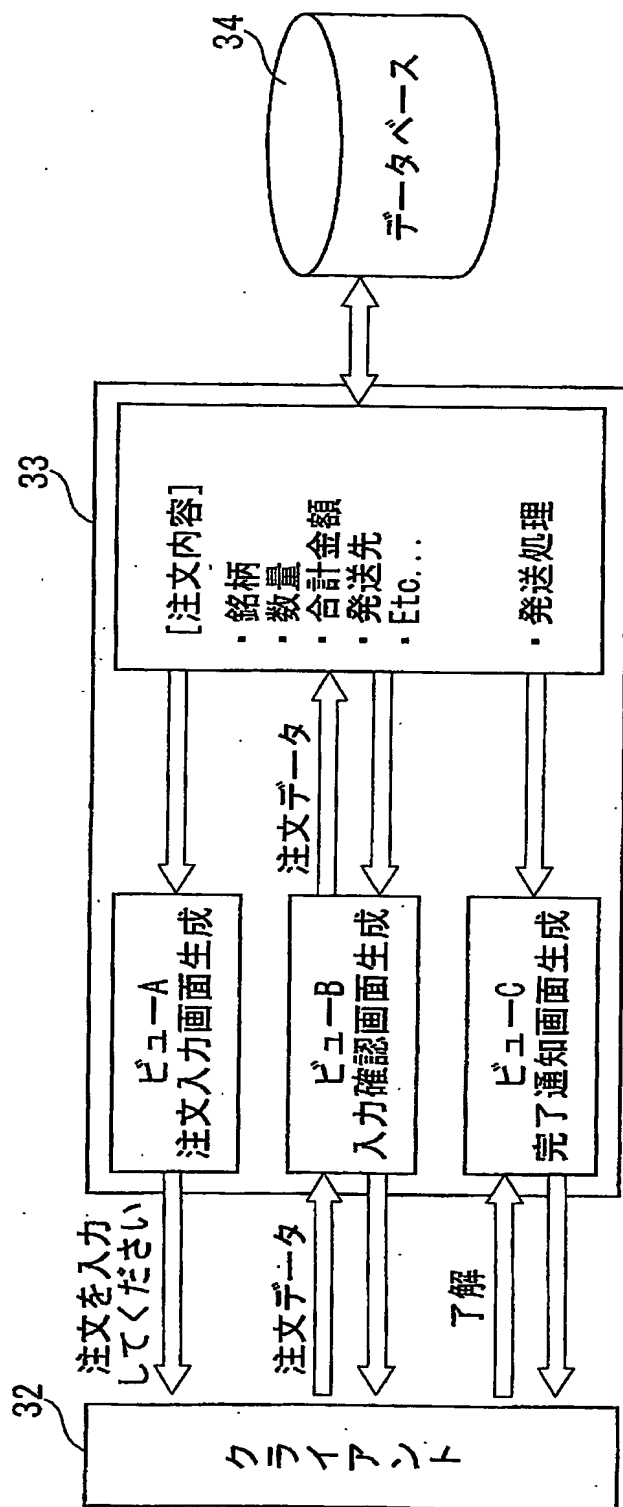 32
クライアント
注文を入力
してください
注文データ
了解
33
ビューA
注文入力画面生成
ビューB
入力確認画面生成
ビューC
完了通知画面生成
注文データ
[注文内容]
・銘柄
・数量
・合計金額
・発送先
・Etc...
・発送処理
34
データベース